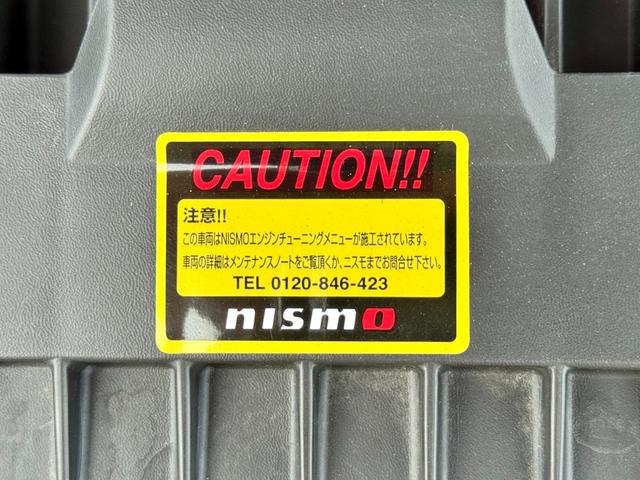 CAUTION!!
注意!!
この車両はNISMOエンジンチューニングメニューが施工されています。
車両の詳細はメンテナンスノートをご覧頂くか、ニスモまでお問合せ下さい。
TEL 0120-846-423
nismo